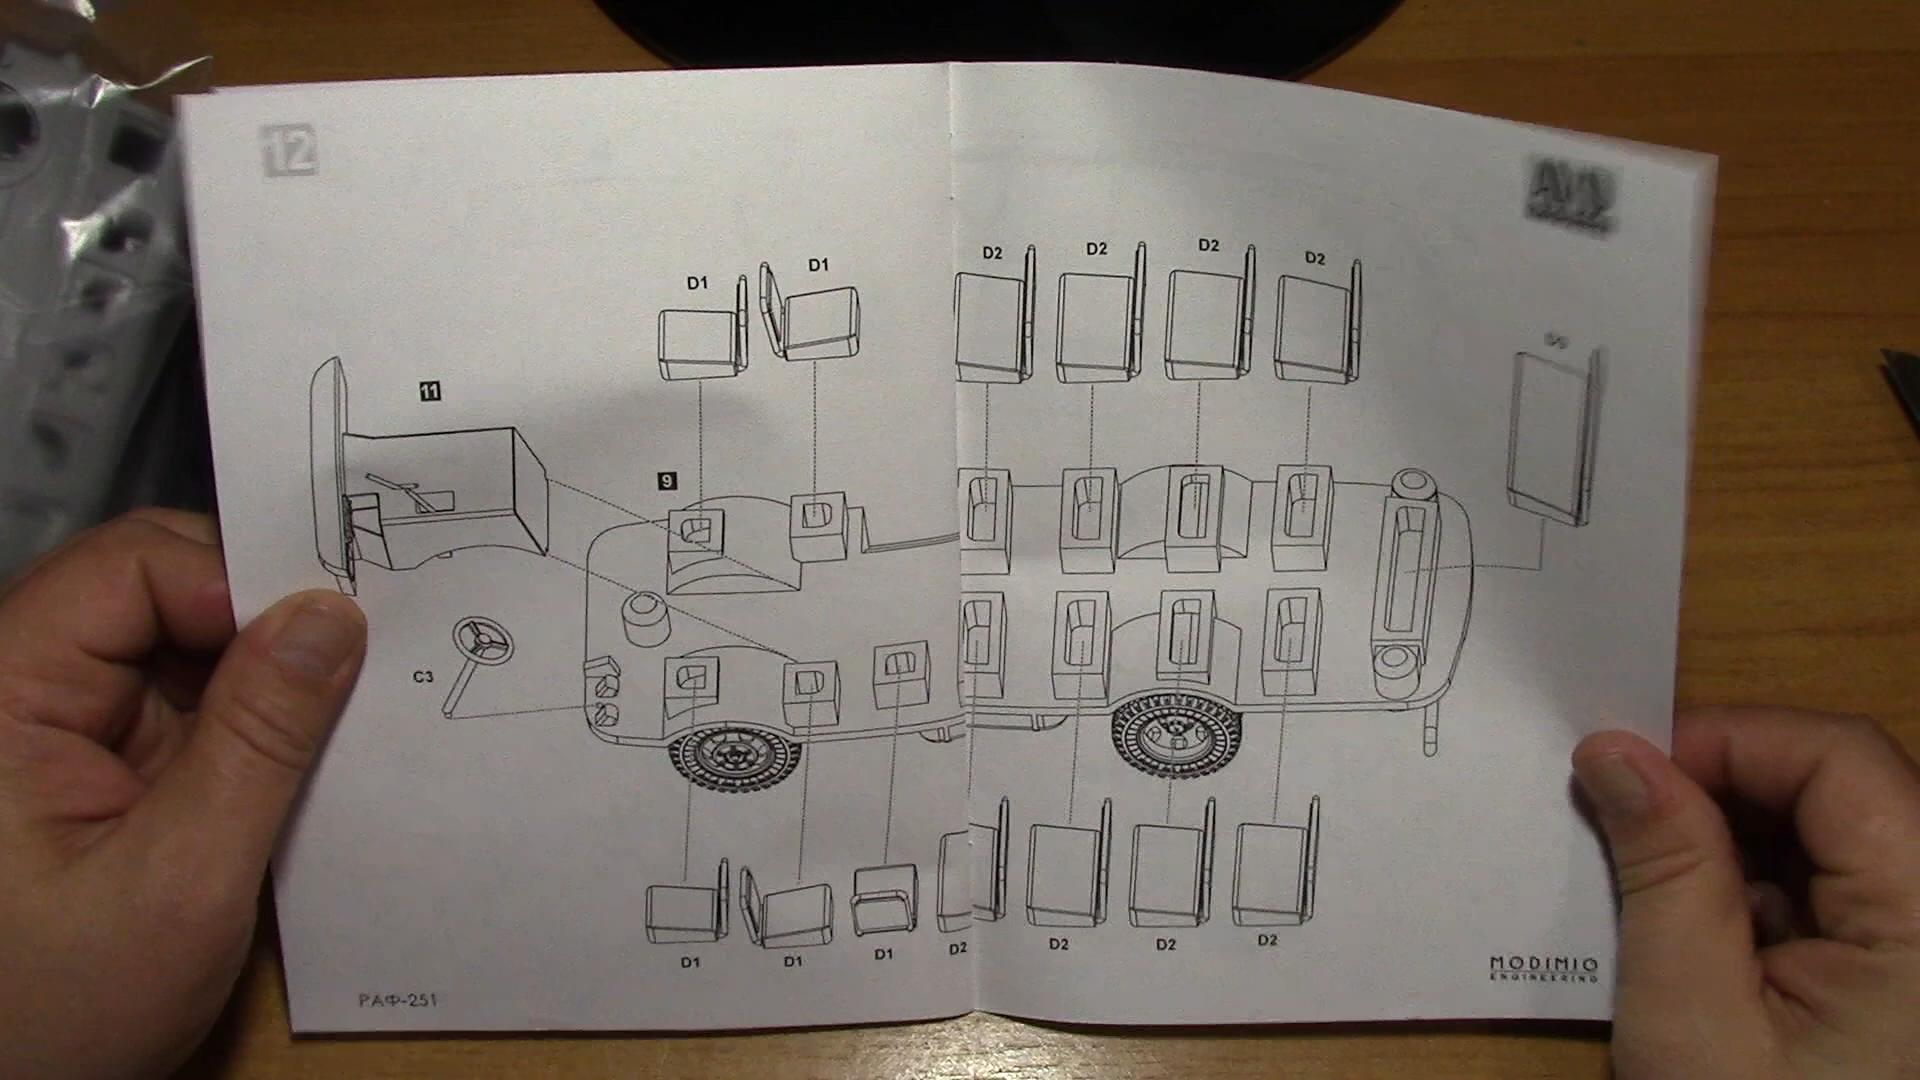 12
D2 D2 D2 D2
D1 D1
11
9
C3
D2 D2 D2
D1 D1 D1 D2
MODIMIO
ENGINEERING
РАФ-251